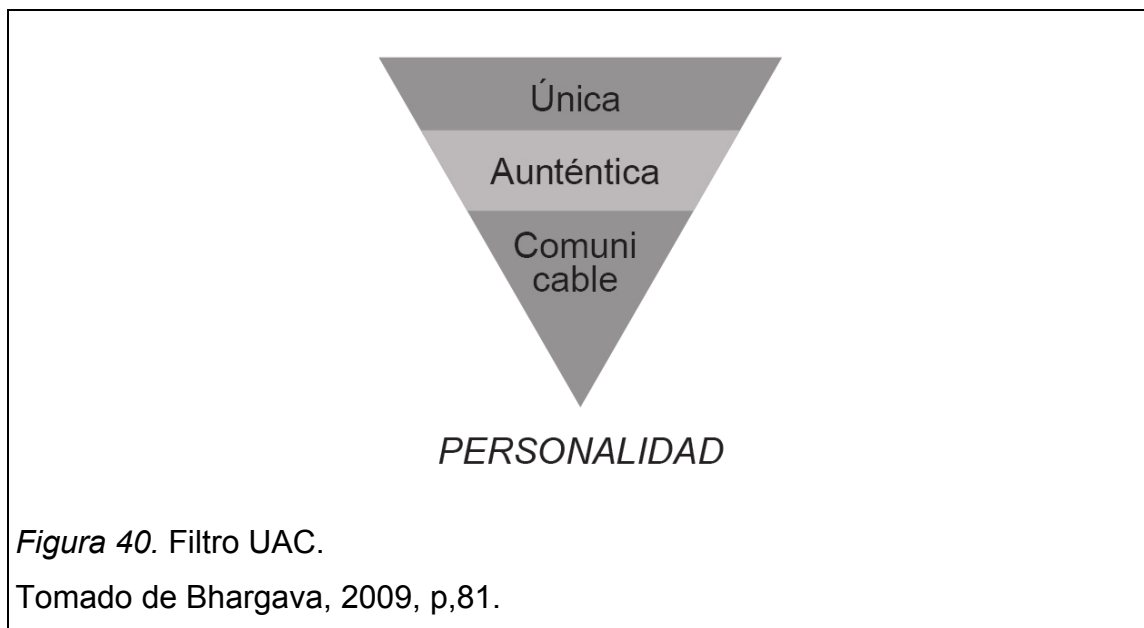 Única
Aunténtica
Comuni
cable
PERSONALIDAD
Figura 40. Filtro UAC.
Tomado de Bhargava, 2009, p,81.